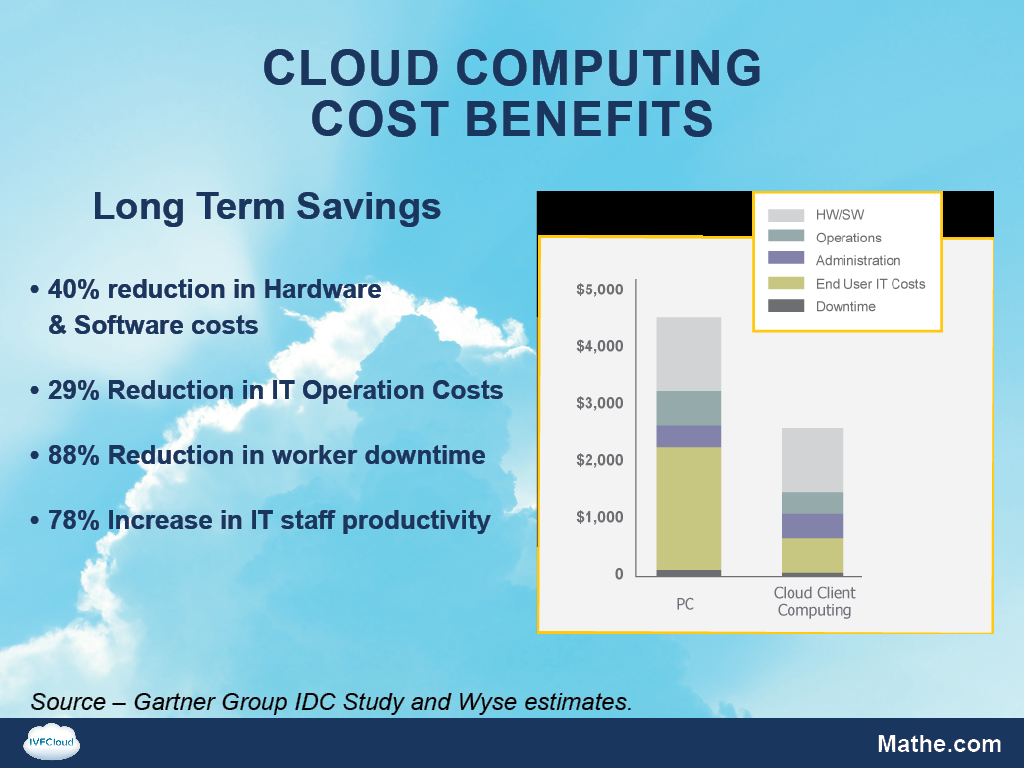 CLOUD COMPUTING
COST BENEFITS
Long Term Savings
• 40% reduction in Hardware
& Software costs
• 29% Reduction in IT Operation Costs
• 88% Reduction in worker downtime
• 78% Increase in IT staff productivity
HW/SW
Operations
Administration
End User IT Costs
Downtime
$5,000
$4,000
$3,000
$2,000
$1,000
0
PC
Cloud Client
Computing
Source – Gartner Group IDC Study and Wyse estimates.
IVFCloud
Mathe.com